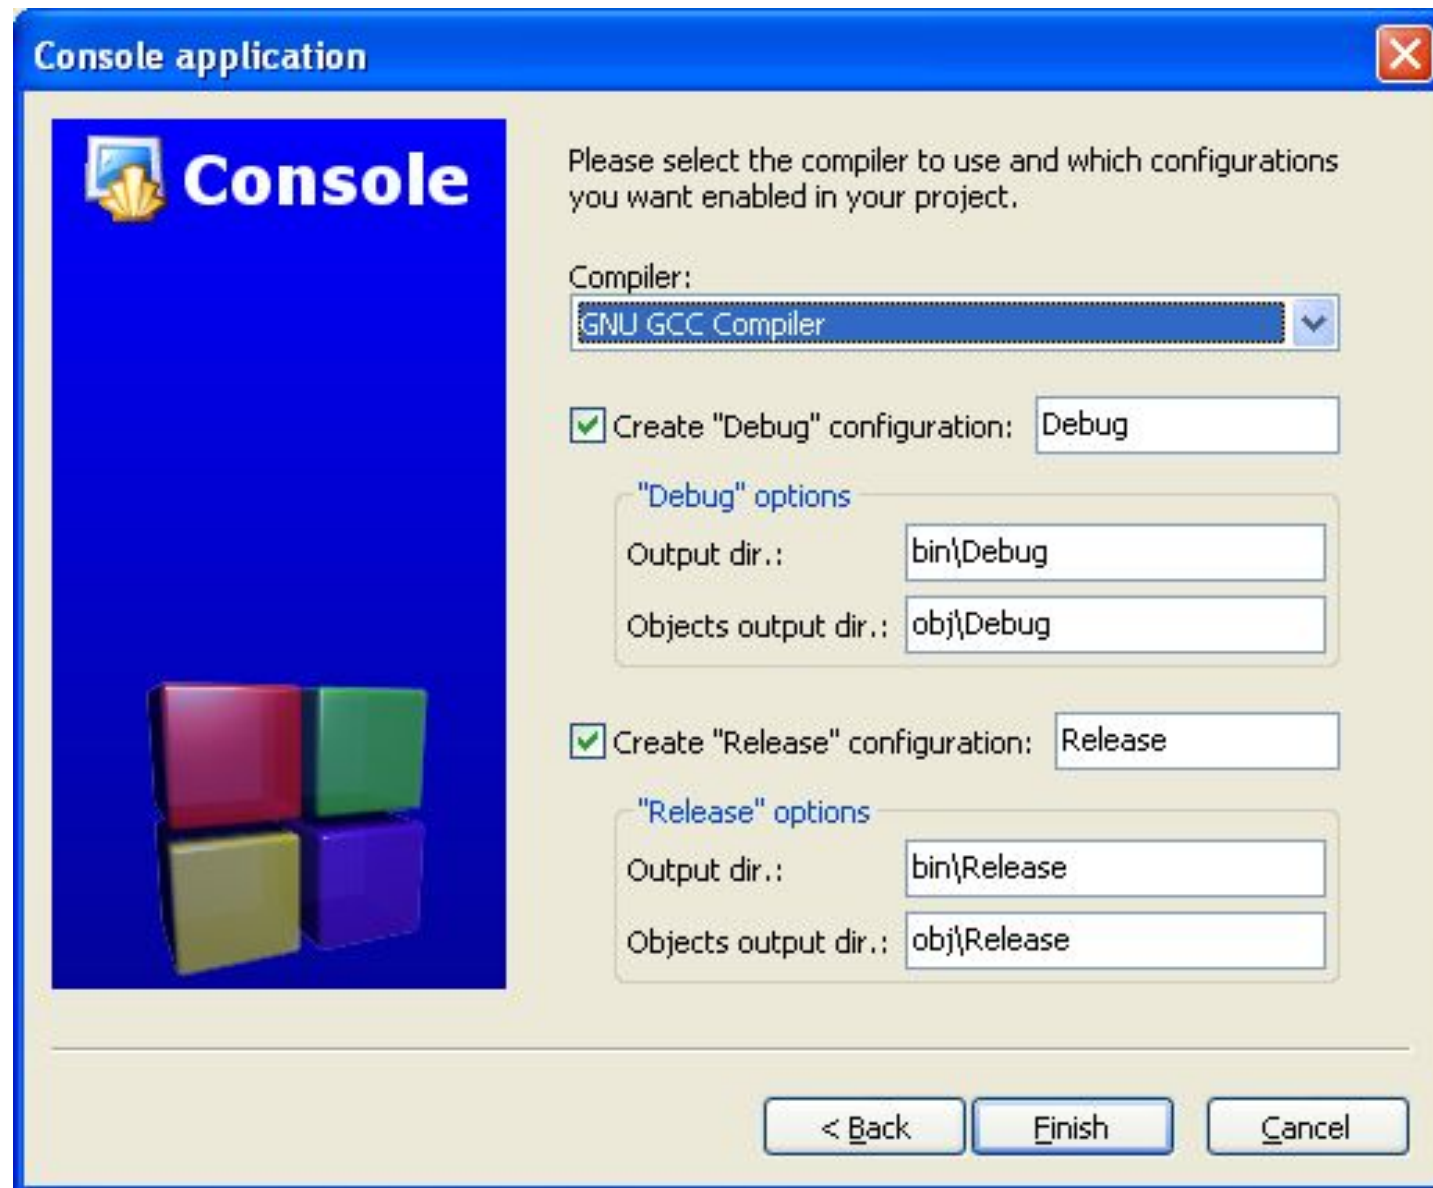 Console application
Console
Please select the compiler to use and which configurations
you want enabled in your project.
Compiler:
GNU GCC Compiler
Create "Debug" configuration: Debug
"Debug" options
Output dir.: bin\Debug
Objects output dir.: obj\Debug
Create "Release" configuration: Release
"Release" options
Output dir.: bin\Release
Objects output dir.: obj\Release
< Back Finish Cancel